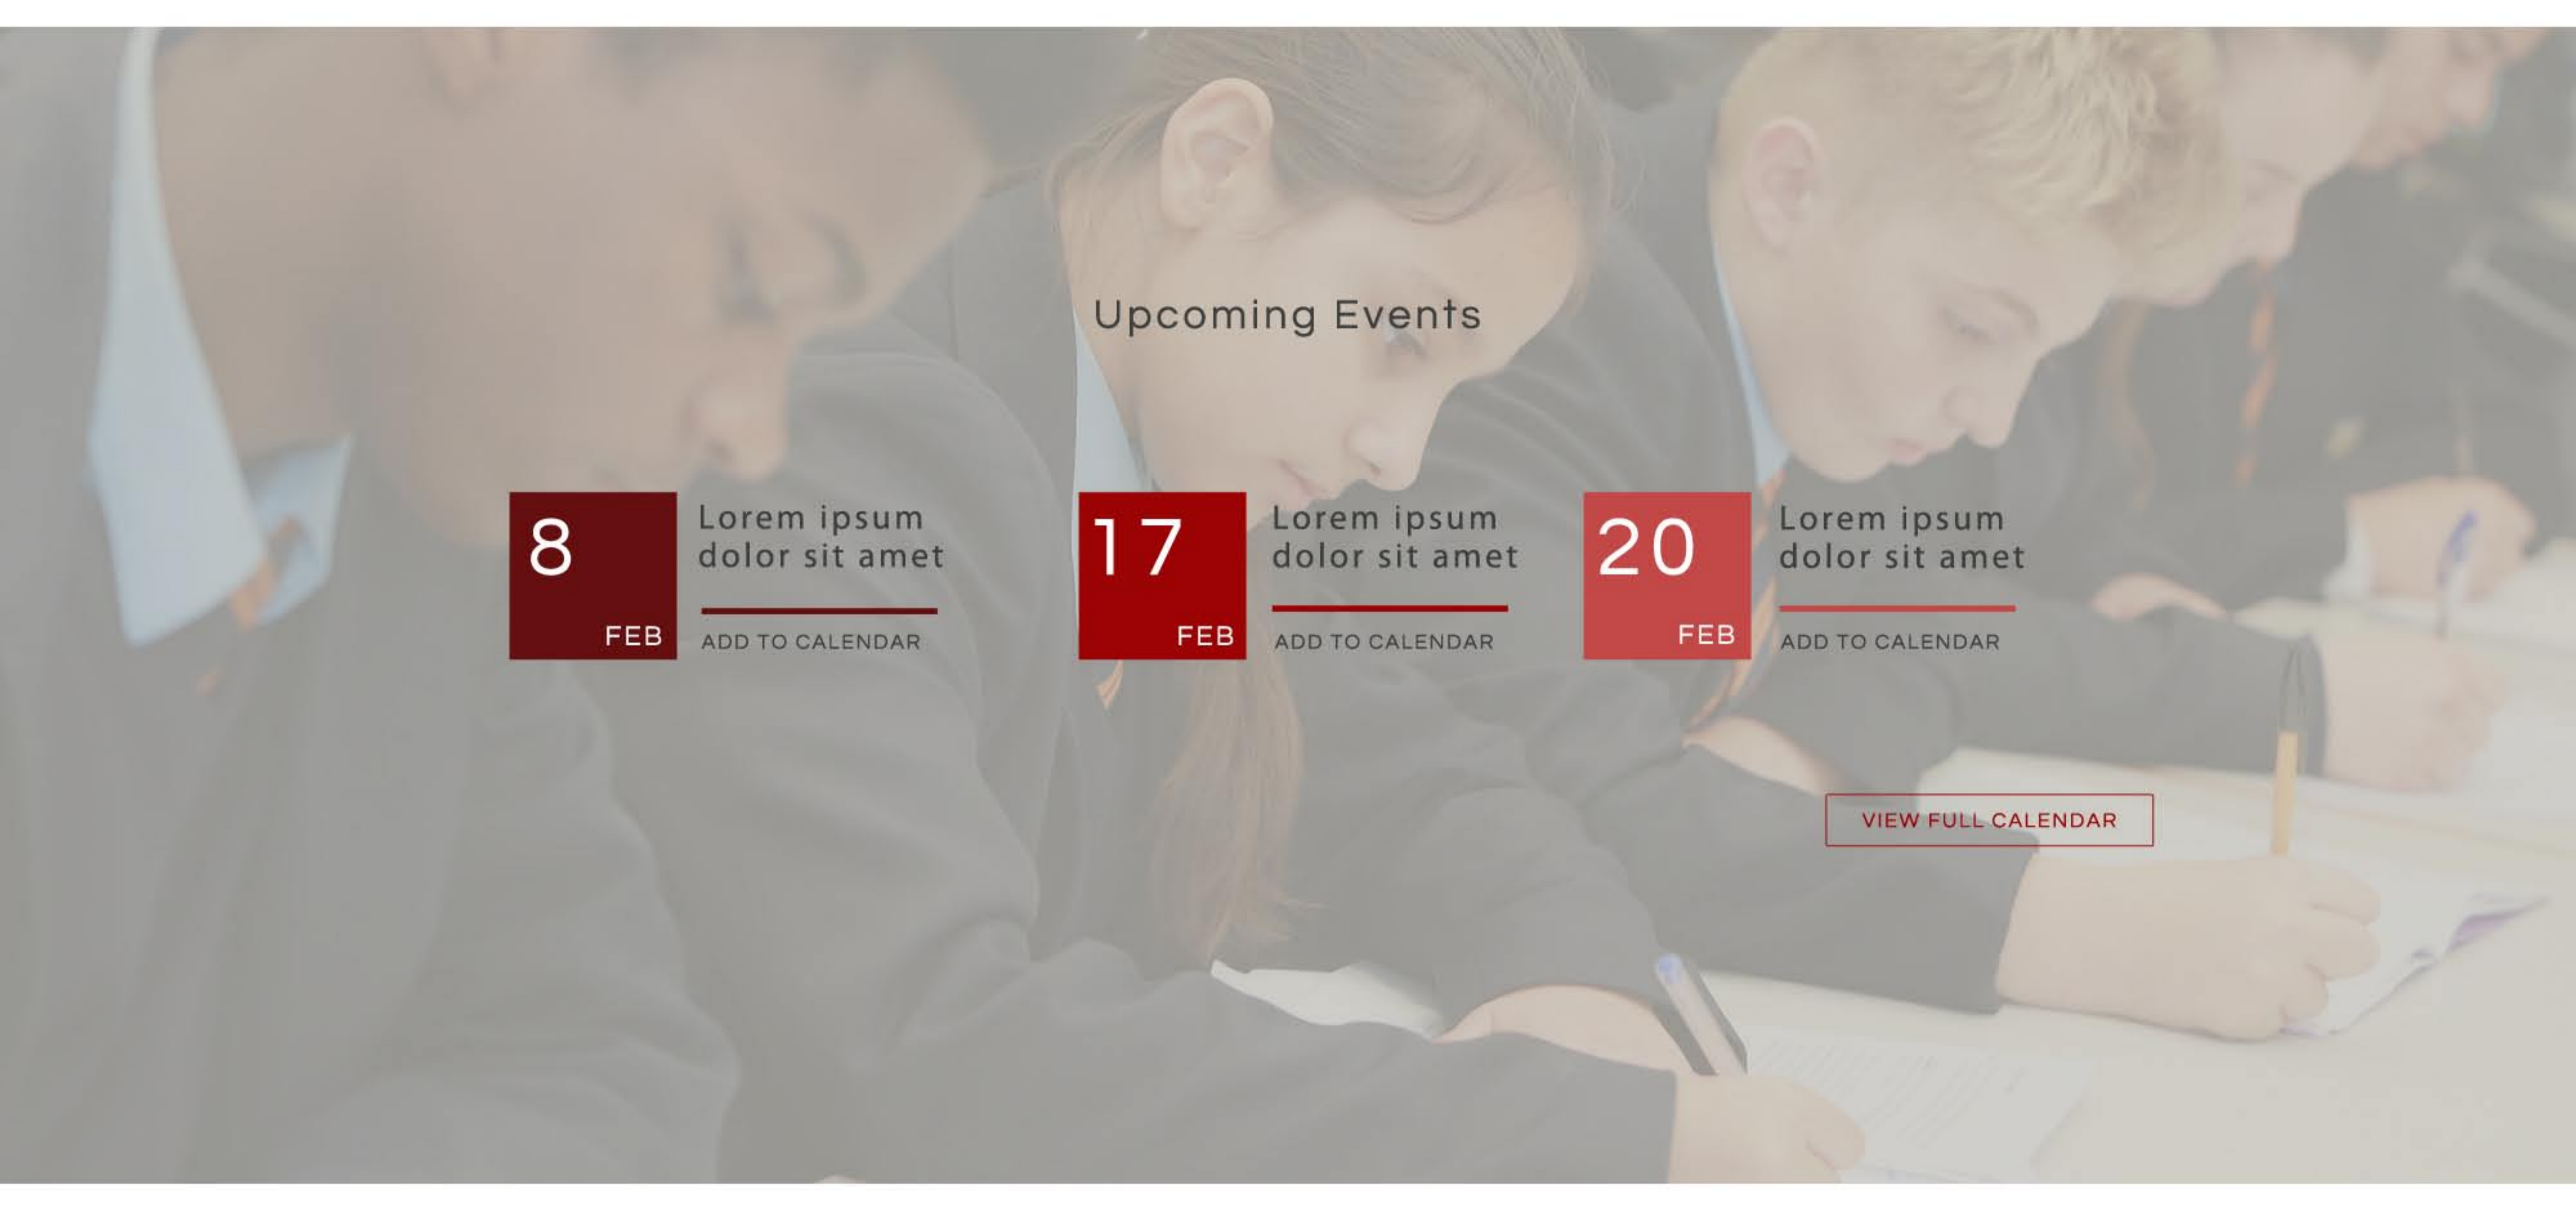 Upcoming Events
8
FEB
Lorem ipsum
dolor sit amet
ADD TO CALENDAR
17
FEB
Lorem ipsum
dolor sit amet
ADD TO CALENDAR
20
FEB
Lorem ipsum
dolor sit amet
ADD TO CALENDAR
VIEW FULL CALENDAR